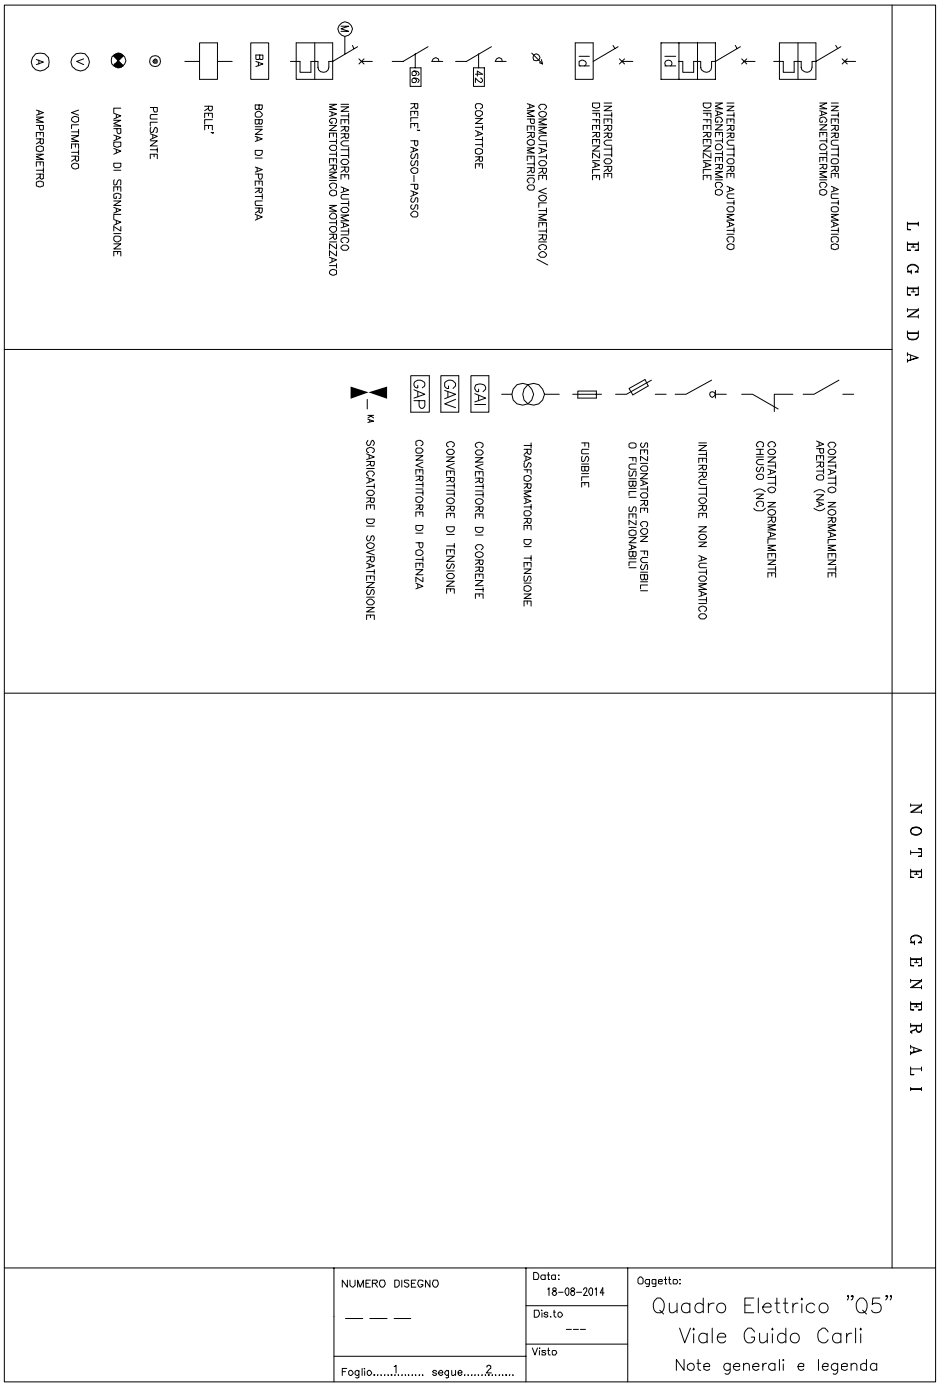 L E G E N D A
INTERRUTTORE AUTOMATICO
MAGNETOTERMICO
Id
INTERRUTTORE AUTOMATICO
MAGNETOTERMICO
DIFFERENZIALE
Id
INTERRUTTORE
DIFFERENZIALE
COMMUTATORE VOLTMETRICO/
AMPEROMETRICO
42
CONTATTORE
66
RELE' PASSO-PASSO
M
INTERRUTTORE AUTOMATICO
MAGNETOTERMICO MOTORIZZATO
BA
BOBINA DI APERTURA
RELE'
PULSANTE
LAMPADA DI SEGNALAZIONE
V
VOLTMETRO
A
AMPEROMETRO
CONTATTO NORMALMENTE
APERTO (NA)
CONTATTO NORMALMENTE
CHIUSO (NC)
INTERRUTTORE NON AUTOMATICO
SEZIONATORE CON FUSIBILI
O FUSIBILI SEZIONABILI
FUSIBILE
TRASFORMATORE DI TENSIONE
GAI
CONVERTITORE DI CORRENTE
GAV
CONVERTITORE DI TENSIONE
GAP
CONVERTITORE DI POTENZA
KA
SCARICATORE DI SOVRATENSIONE
N O T E   G E N E R A L I
NUMERO DISEGNO
— — —
Foglio......1....... segue......2......
Data:
18-08-2014
Dis.to
---
Visto
Oggetto:
Quadro Elettrico "Q5"
Viale Guido Carli
Note generali e legenda